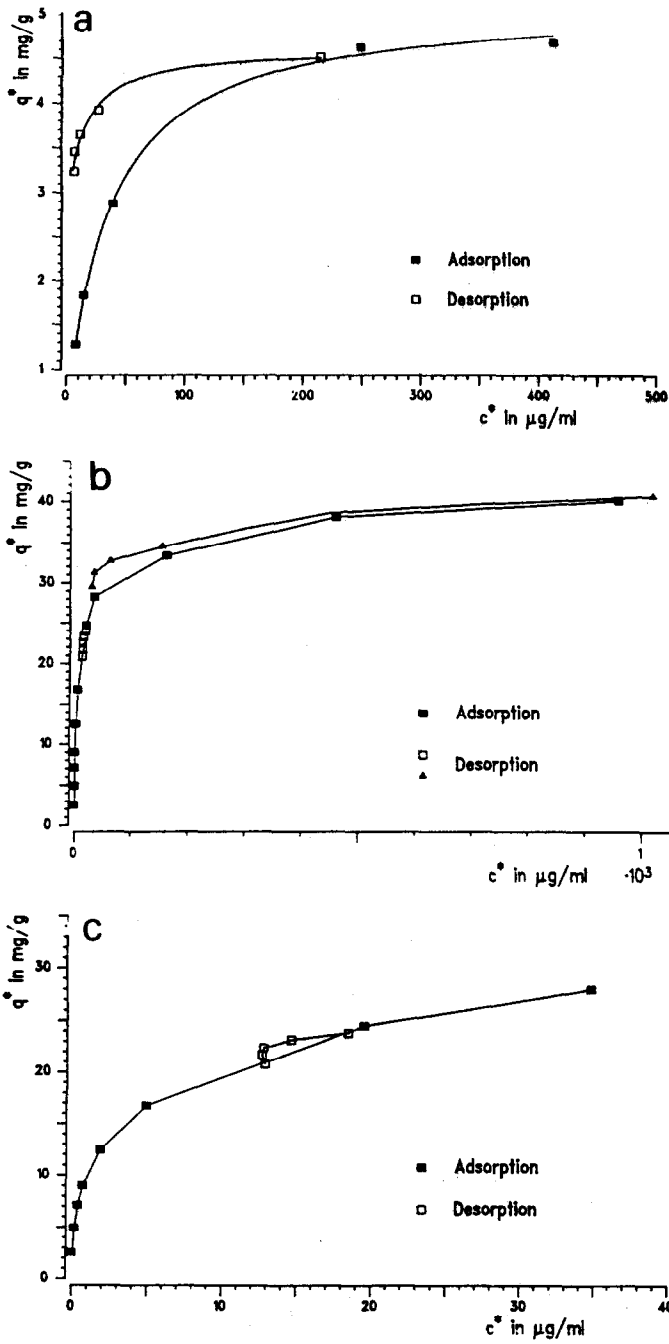 a
q* in mg/g
5
4
3
2
1
Adsorption
Desorption
0 100 200 300 400 500
c* in μg/ml
b
q* in mg/g
40
30
20
10
0
Adsorption
Desorption
0 1
c* in μg/ml ·10³
c
q* in mg/g
30
20
10
0
Adsorption
Desorption
0 10 20 30 40
c* in μg/ml